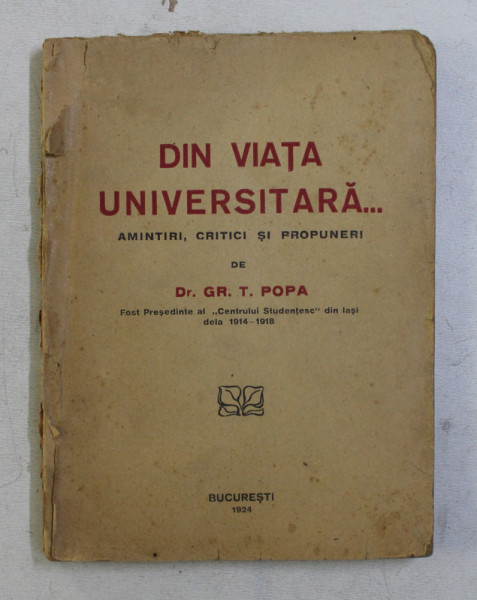 DIN VIAȚA
UNIVERSITARĂ...
AMINTIRI, CRITICI ȘI PROPUNERI
DE
Dr. GR. T. POPA
Fost Președinte al „Centrului Studențesc" din Iași
dela 1914-1918
BUCUREȘTI
1924